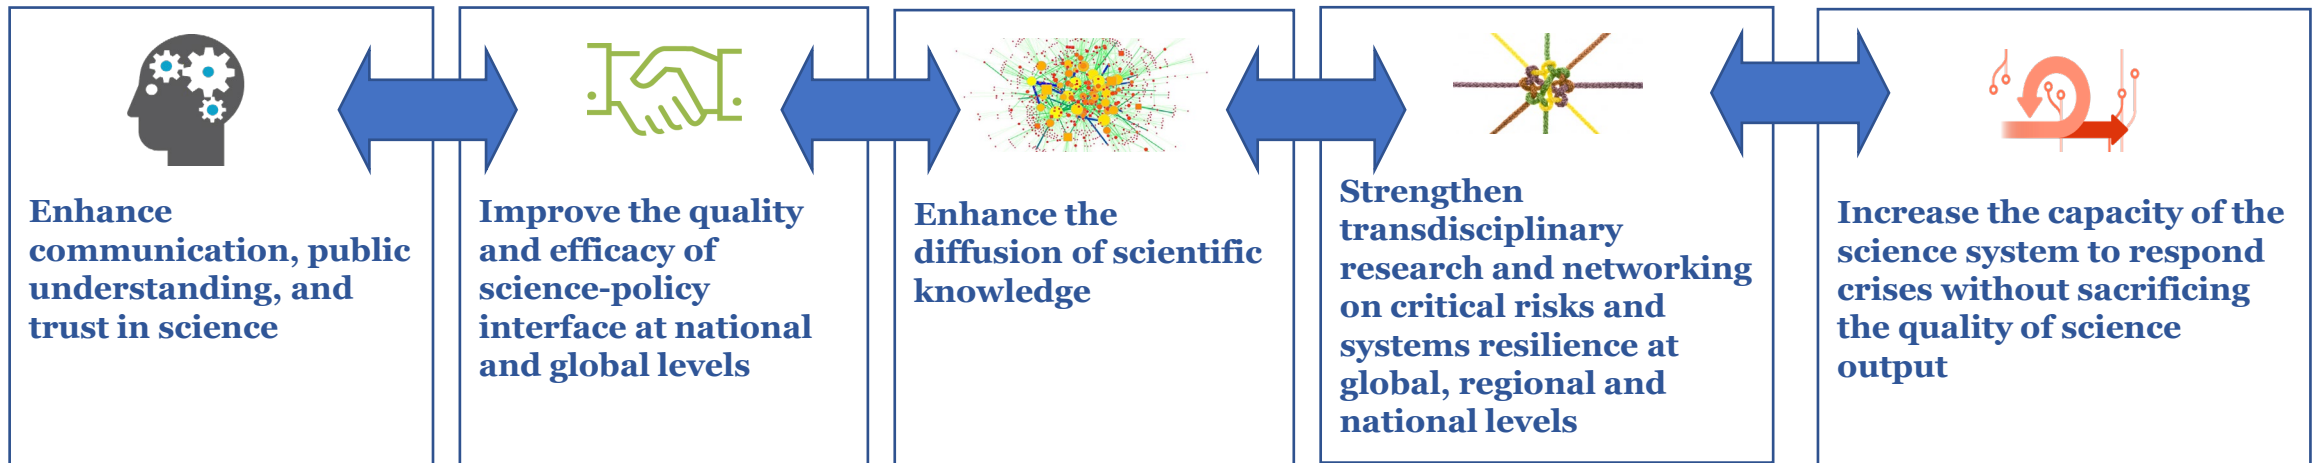 Enhance
communication, public
understanding, and
trust in science
Improve the quality
and efficacy of
science-policy
interface at national
and global levels
Enhance the
diffusion of scientific
knowledge
Strengthen
transdisciplinary
research and networking
on critical risks and
systems resilience at
global, regional and
national levels
Increase the capacity of the
science system to respond
crises without sacrificing
the quality of science
output